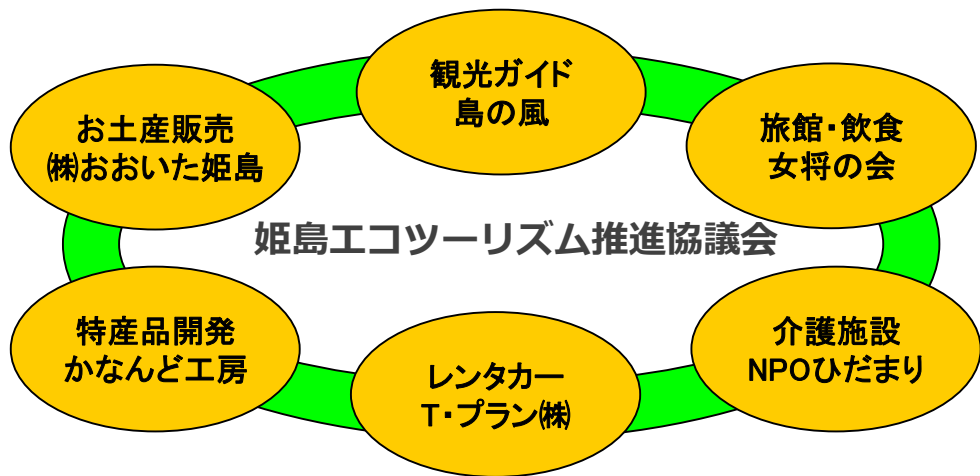 観光ガイド
島の風
お土産販売
㈱おおいた姫島
旅館・飲食
女将の会
姫島エコツーリズム推進協議会
特産品開発
かなんど工房
レンタカー
T・プラン㈱
介護施設
NPOひだまり